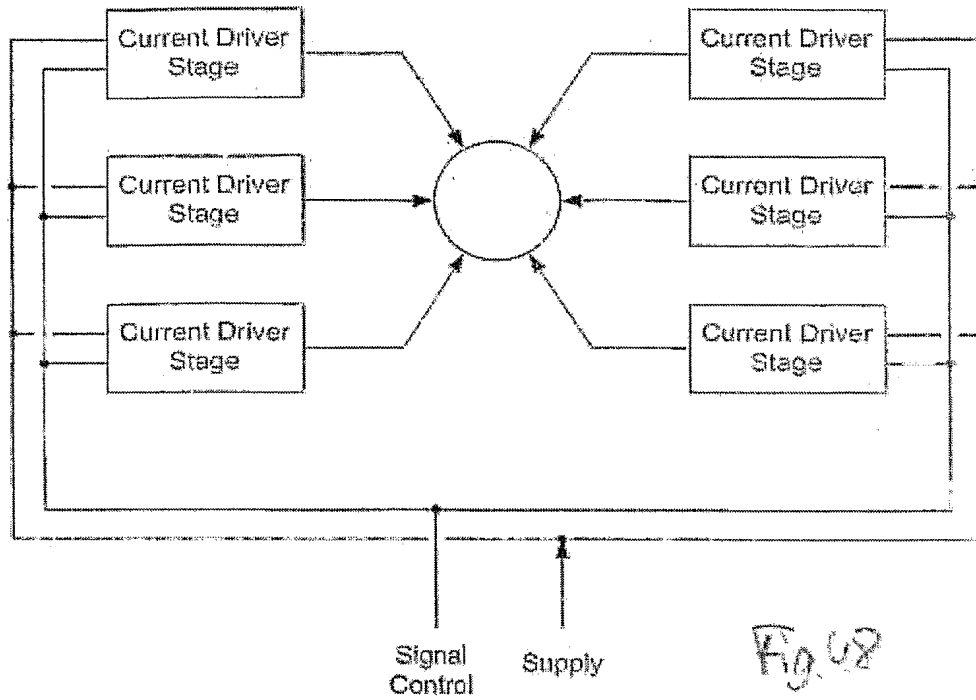 Current Driver
Stage
Current Driver
Stage
Current Driver
Stage
Current Driver
Stage
Current Driver
Stage
Current Driver
Stage
Signal
Control
Supply
Fig. 48